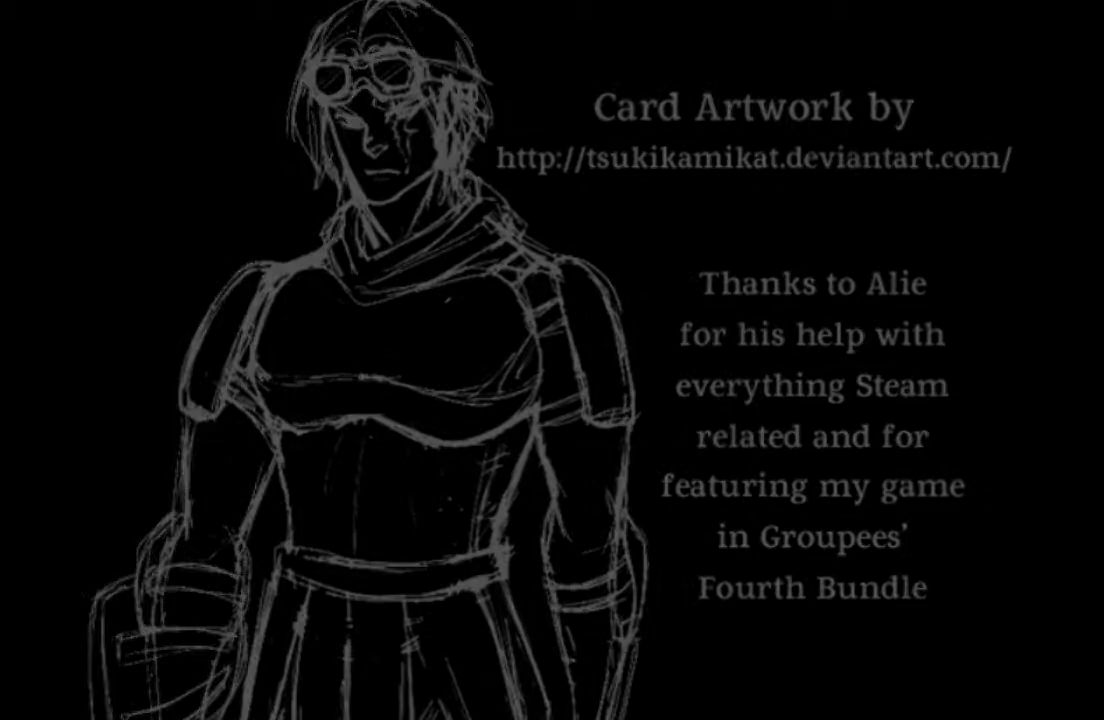 Card Artwork by
http://tsukikamikat.deviantart.com/
Thanks to Alie
for his help with
everything Steam
related and for
featuring my game
in Groupees’
Fourth Bundle